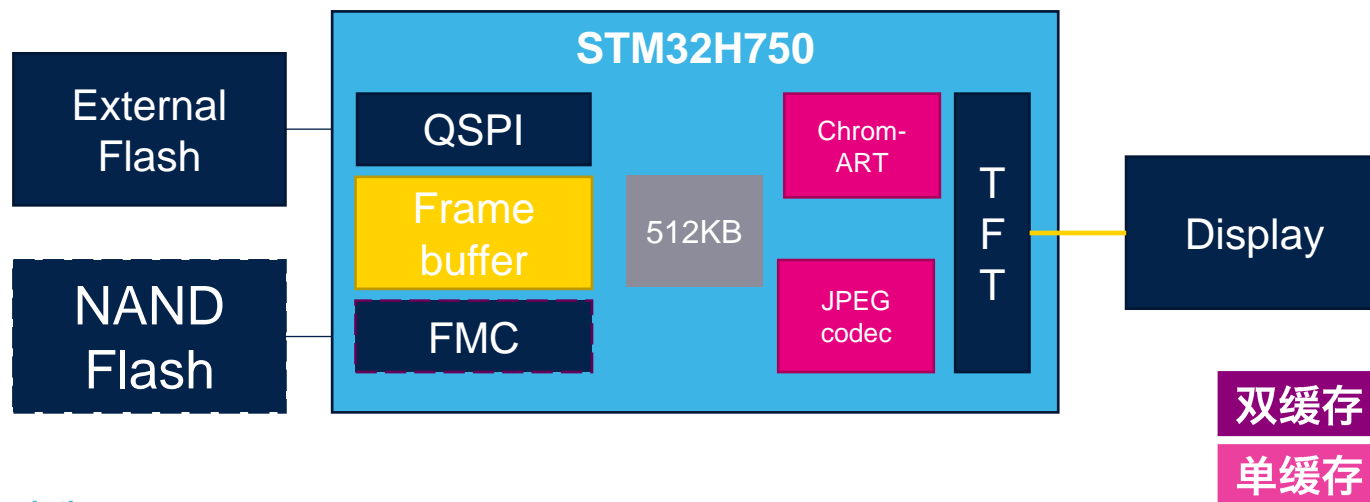 STM32H750
External
Flash
QSPI
Frame
buffer
512KB
Chrom-
ART
T
F
T
Display
NAND
Flash
FMC
JPEG
codec
双缓存
单缓存